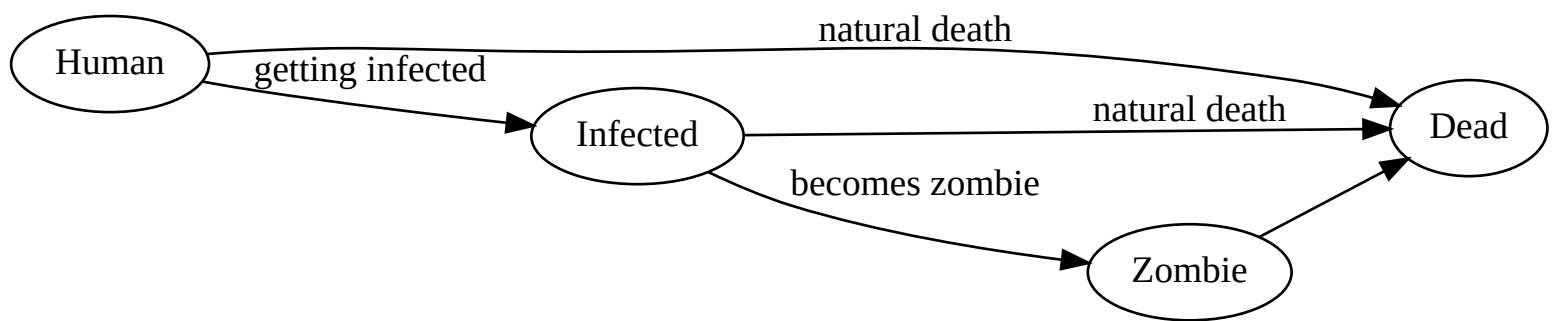 Human
natural death
getting infected
Infected
natural death
Dead
becomes zombie
Zombie